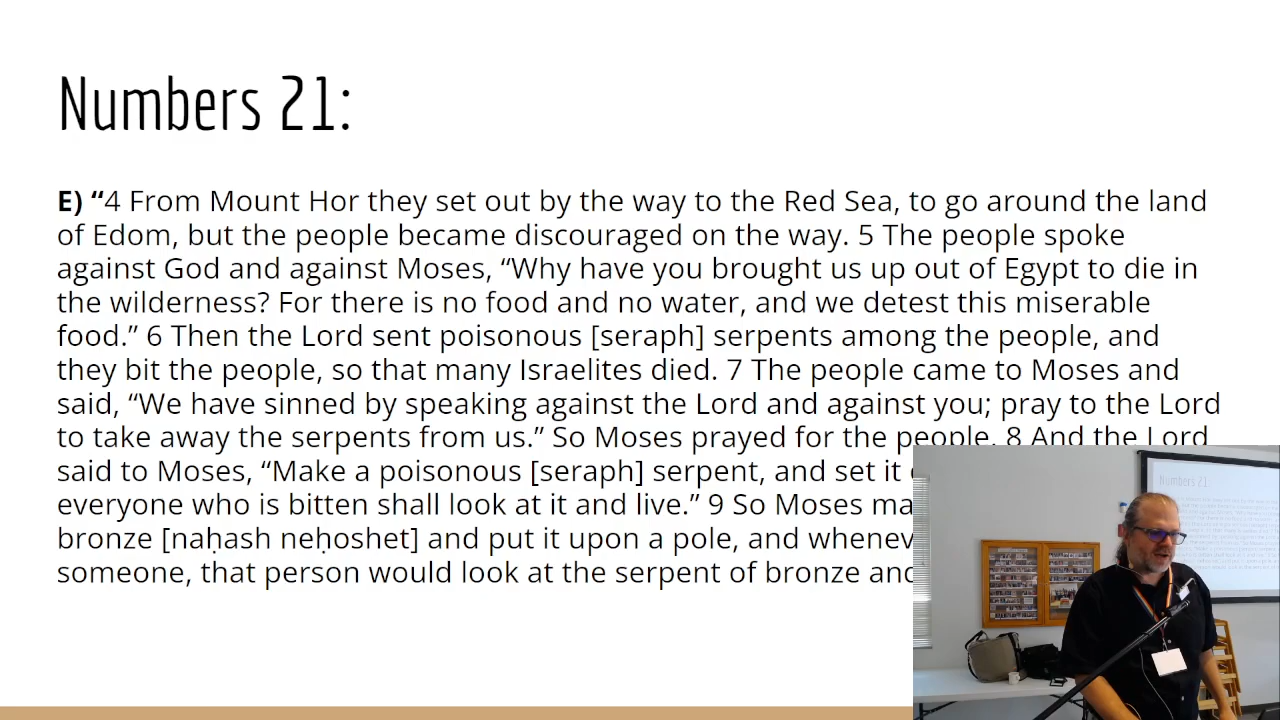 Numbers 21:
E) “4 From Mount Hor they set out by the way to the Red Sea, to go around the land
of Edom, but the people became discouraged on the way. 5 The people spoke
against God and against Moses, “Why have you brought us up out of Egypt to die in
the wilderness? For there is no food and no water, and we detest this miserable
food.” 6 Then the Lord sent poisonous [seraph] serpents among the people, and
they bit the people, so that many Israelites died. 7 The people came to Moses and
said, “We have sinned by speaking against the Lord and against you; pray to the Lord
to take away the serpents from us.” So Moses prayed for the people. 8 And the Lord
said to Moses, “Make a poisonous [seraph] serpent, and set it
everyone who is bitten shall look at it and live.” 9 So Moses
bronze [naḥash neḥoshet] and put it upon a pole, and
someone, that person would look at the serpent of bronze
Numbers 21: